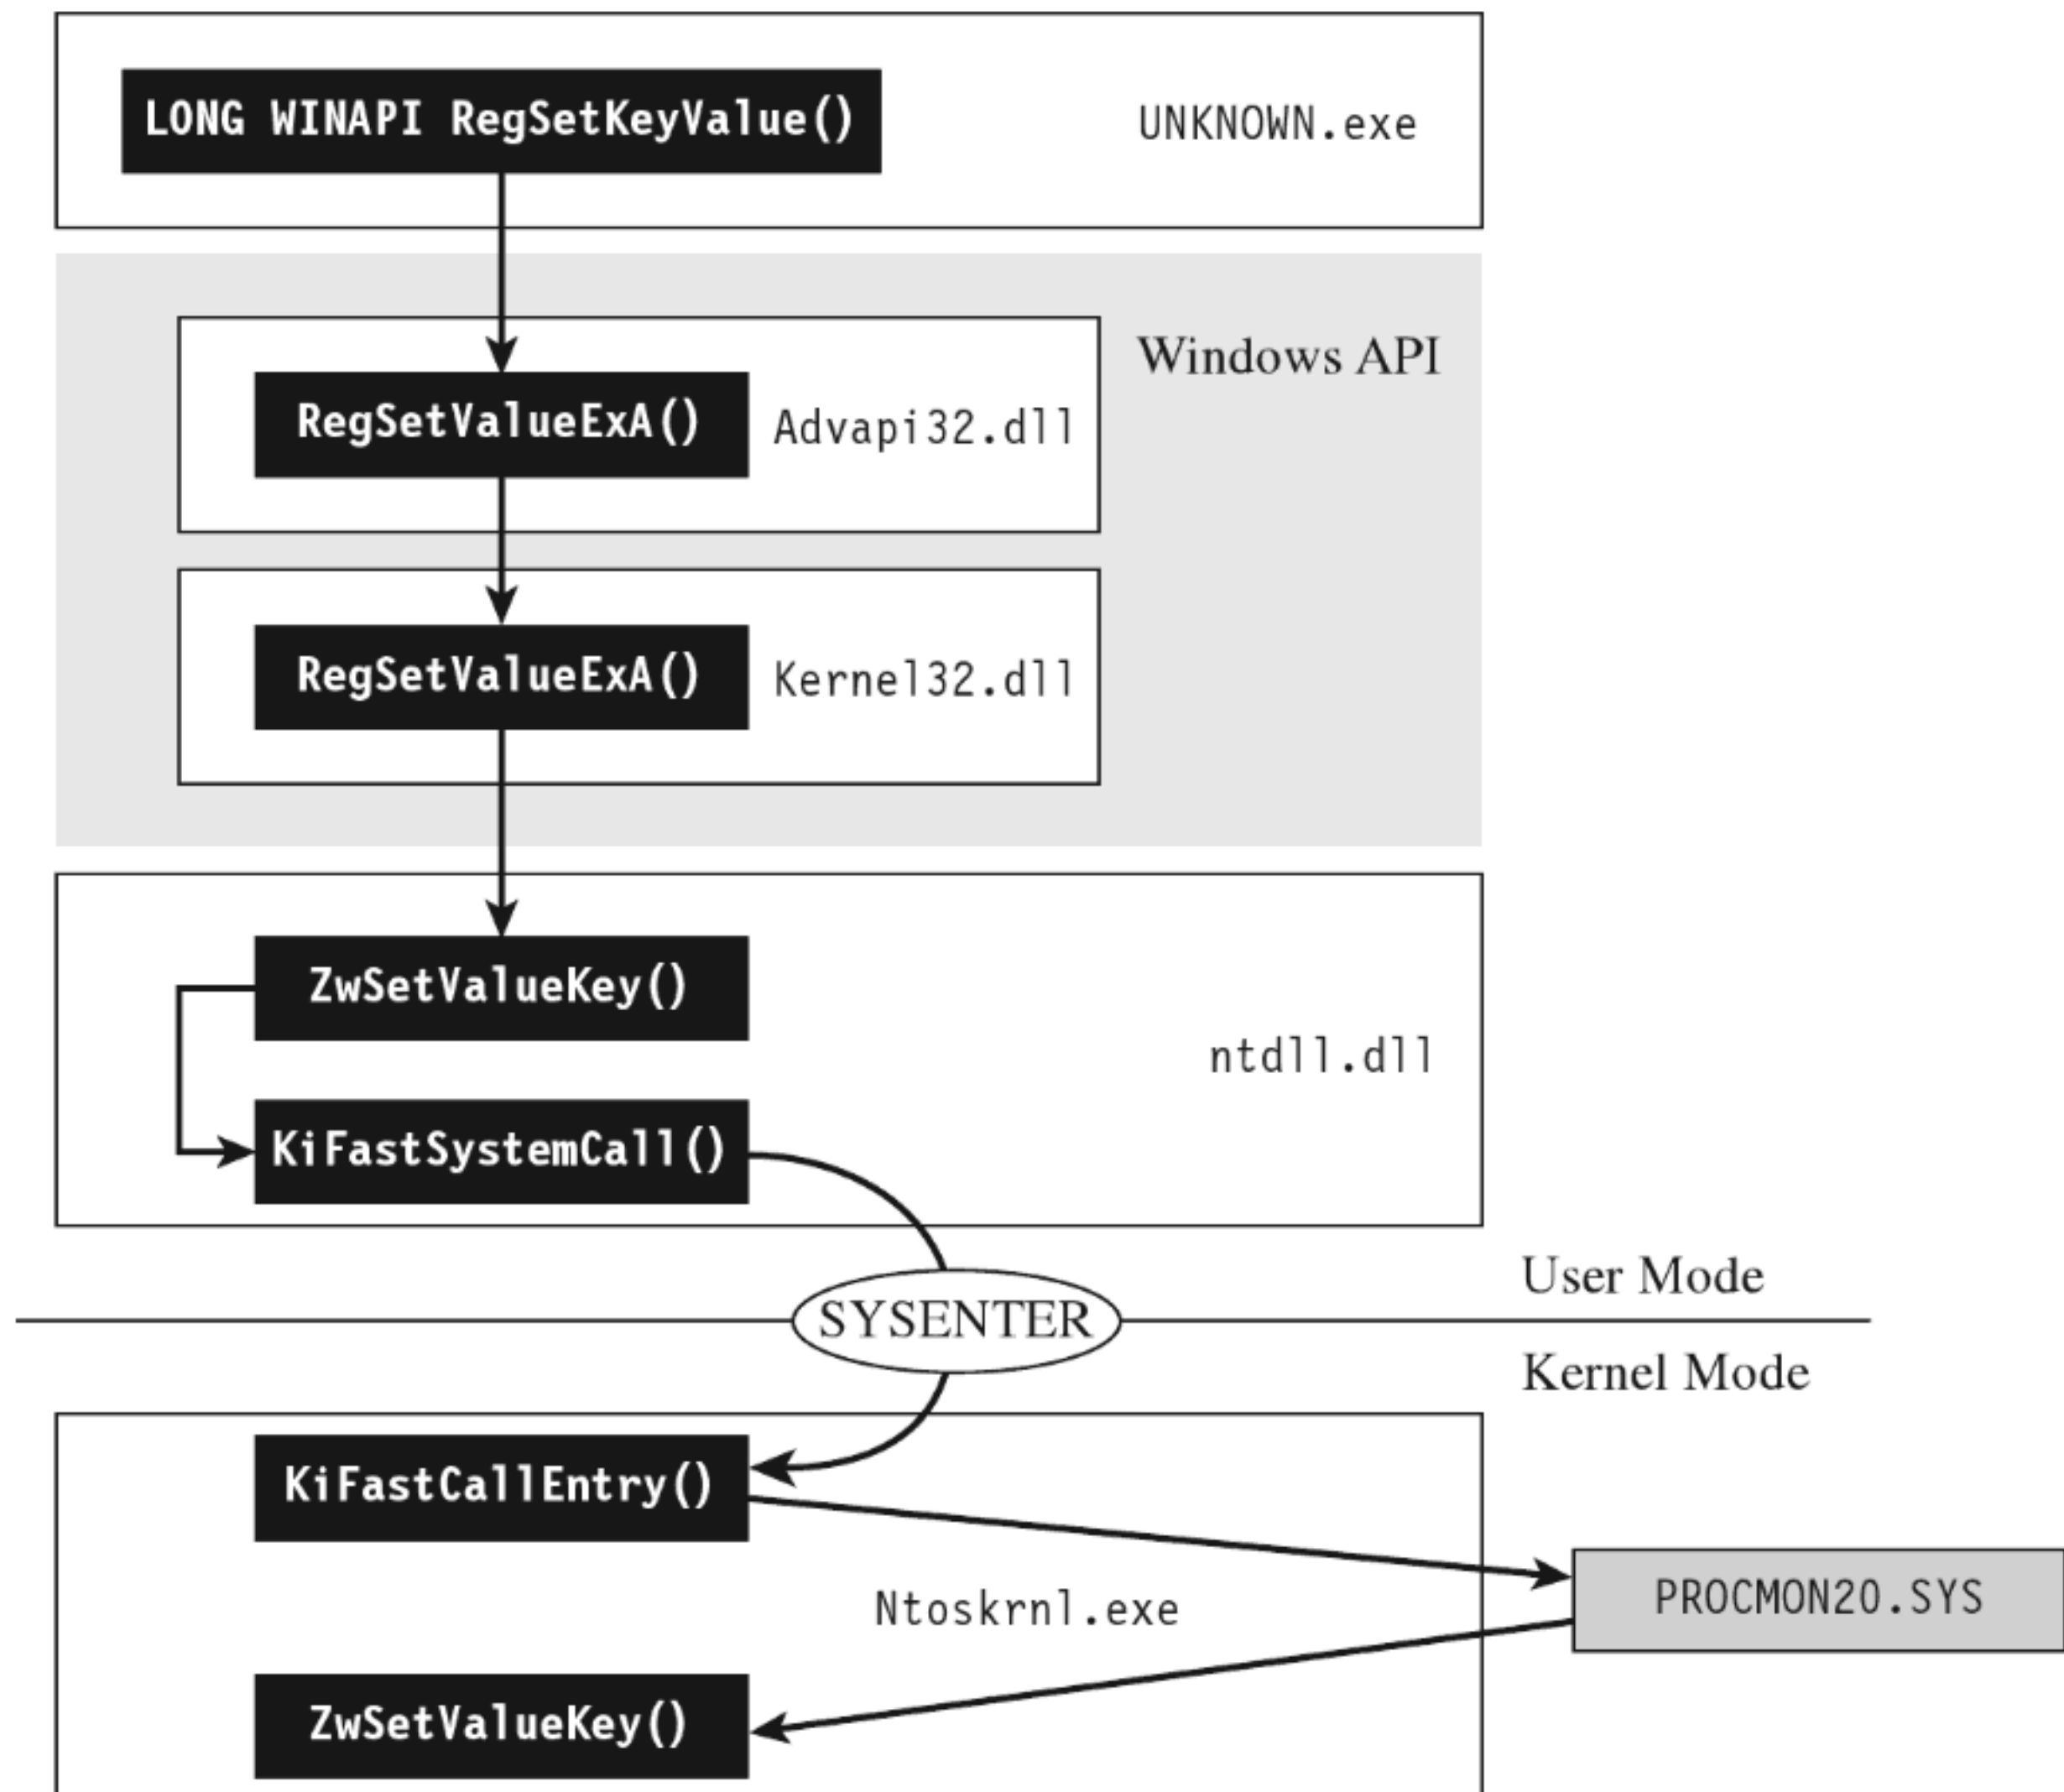 LONG WINAPI RegSetKeyValue()
UNKNOWN.exe
Windows API
RegSetValueExA()
Advapi32.dll
RegSetValueExA()
Kernel32.dll
ZwSetValueKey()
ntdll.dll
KiFastSystemCall()
User Mode
SYSENTER
Kernel Mode
KiFastCallEntry()
Ntoskrnl.exe
PROCMON20.SYS
ZwSetValueKey()